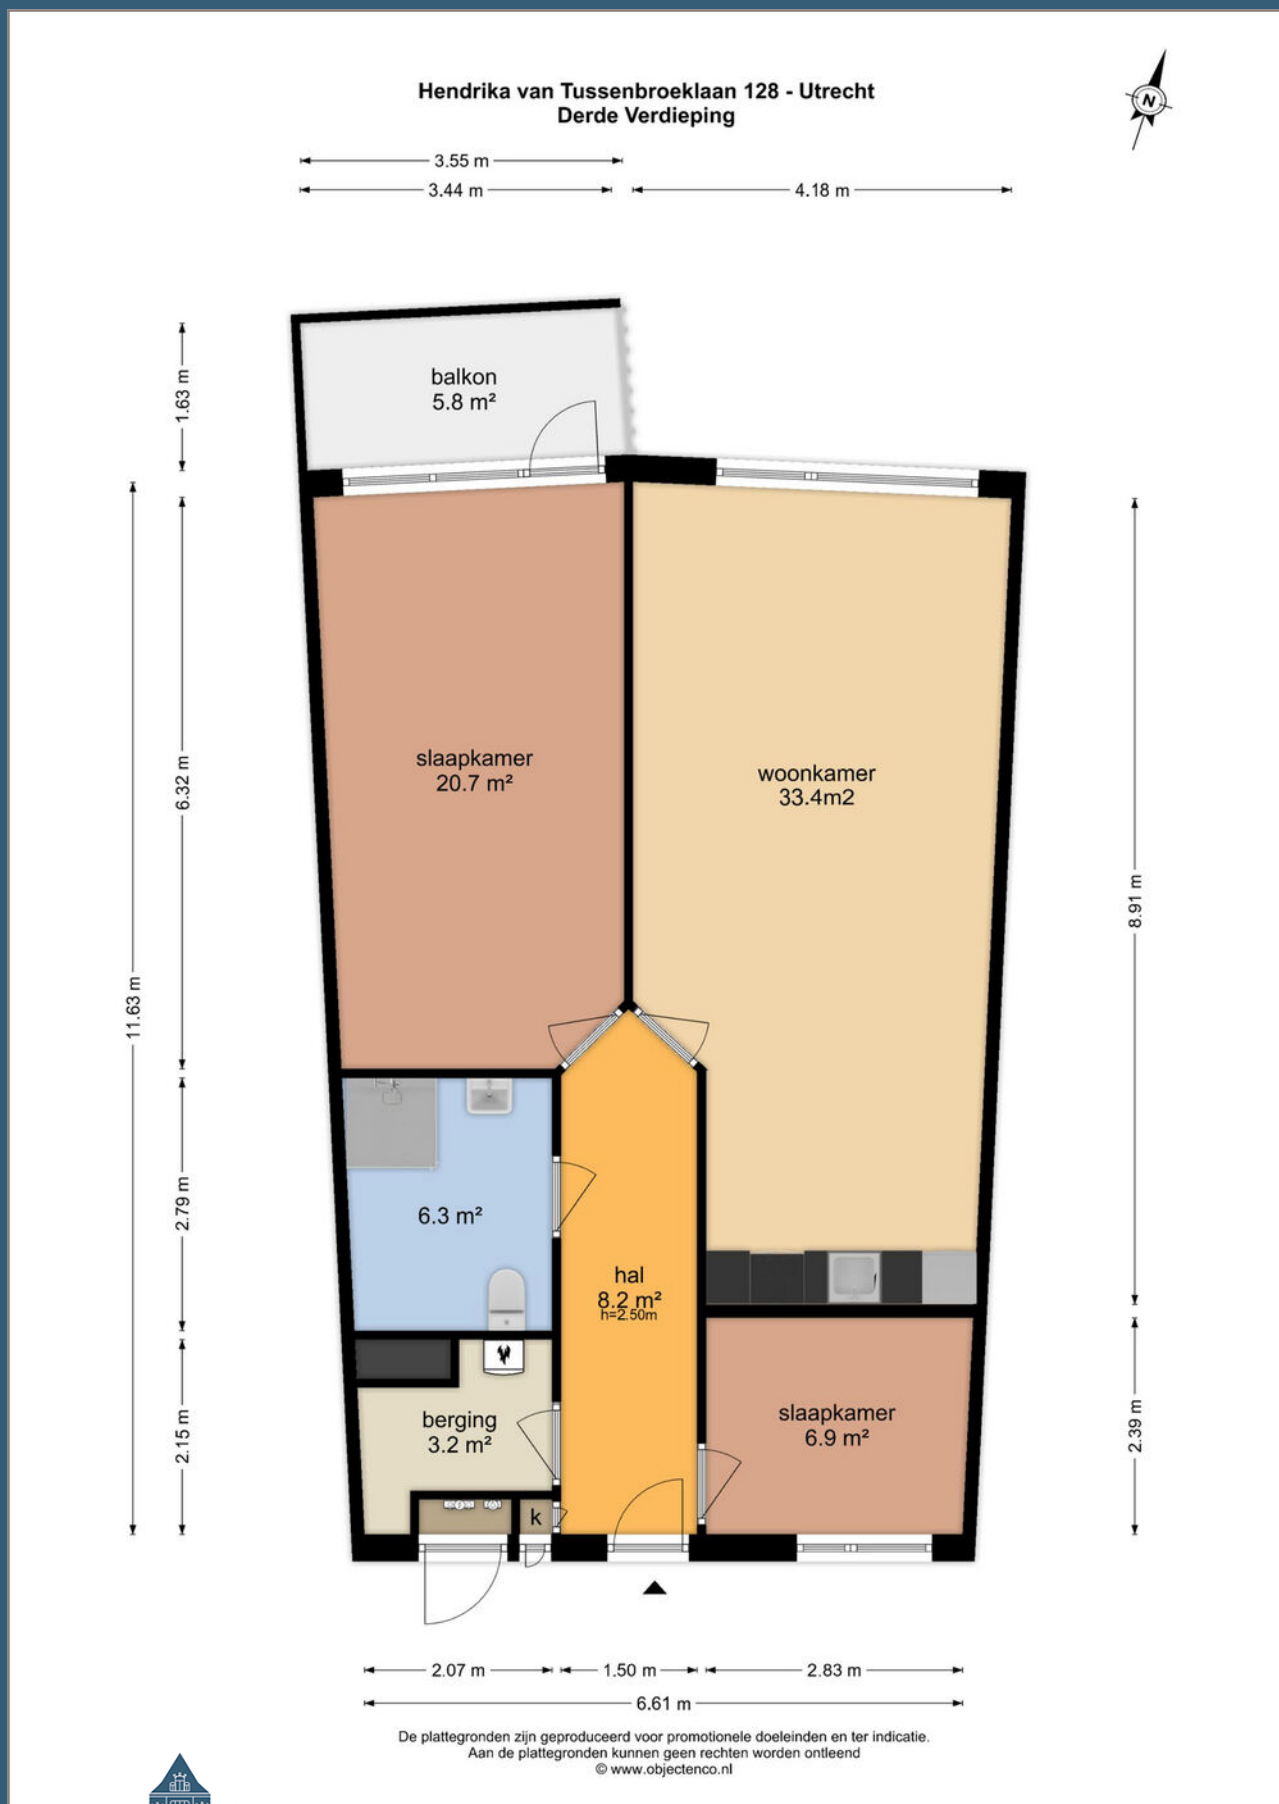 Hendrika van Tussenbroeklaan 128 - Utrecht
Derde Verdieping
N
3.55 m
3.44 m
4.18 m
1.63 m
balkon
5.8 m²
11.63 m
6.32 m
slaapkamer
20.7 m²
woonkamer
33.4m2
8.91 m
2.79 m
6.3 m²
hal
8.2 m²
h=2.50m
2.15 m
berging
3.2 m²
k
slaapkamer
6.9 m²
2.39 m
2.07 m
1.50 m
2.83 m
6.61 m
De plattegronden zijn geproduceerd voor promotionele doeleinden en ter indicatie.
Aan de plattegronden kunnen geen rechten worden ontleend
© www.objectenco.nl